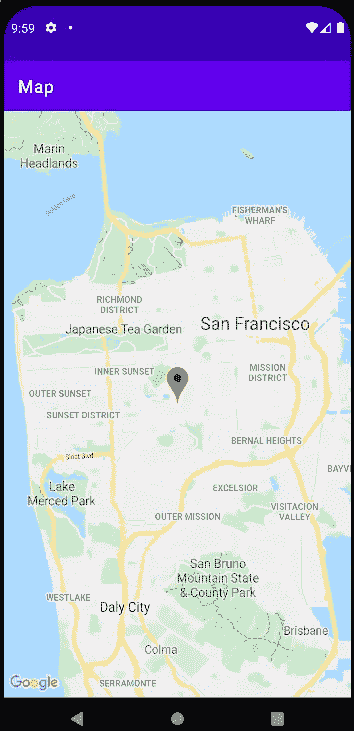 9:59
Map
Marin
Headlands
FISHERMAN'S
WHARF
RICHMOND
DISTRICT
San Francisco
Japanese Tea Garden
INNER SUNSET
MISSION
DISTRICT
OUTER SUNSET
SUNSET DISTRICT
BERNAL HEIGHTS
Sloat Blvd
BAYV
Lake
Merced Park
EXCELSIOR
VISITACION
VALLEY
OUTER MISSION
San Bruno
Mountain State
& County Park
WESTLAKE
Daly City
Brisbane
Colma
Google
SERRAMONTE